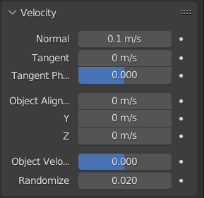 Velocity
Normal 0.1 m/s
Tangent 0 m/s
Tangent Ph... 0.000
Object Align... 0 m/s
Y 0 m/s
Z 0 m/s
Object Velo... 0.000
Randomize 0.020